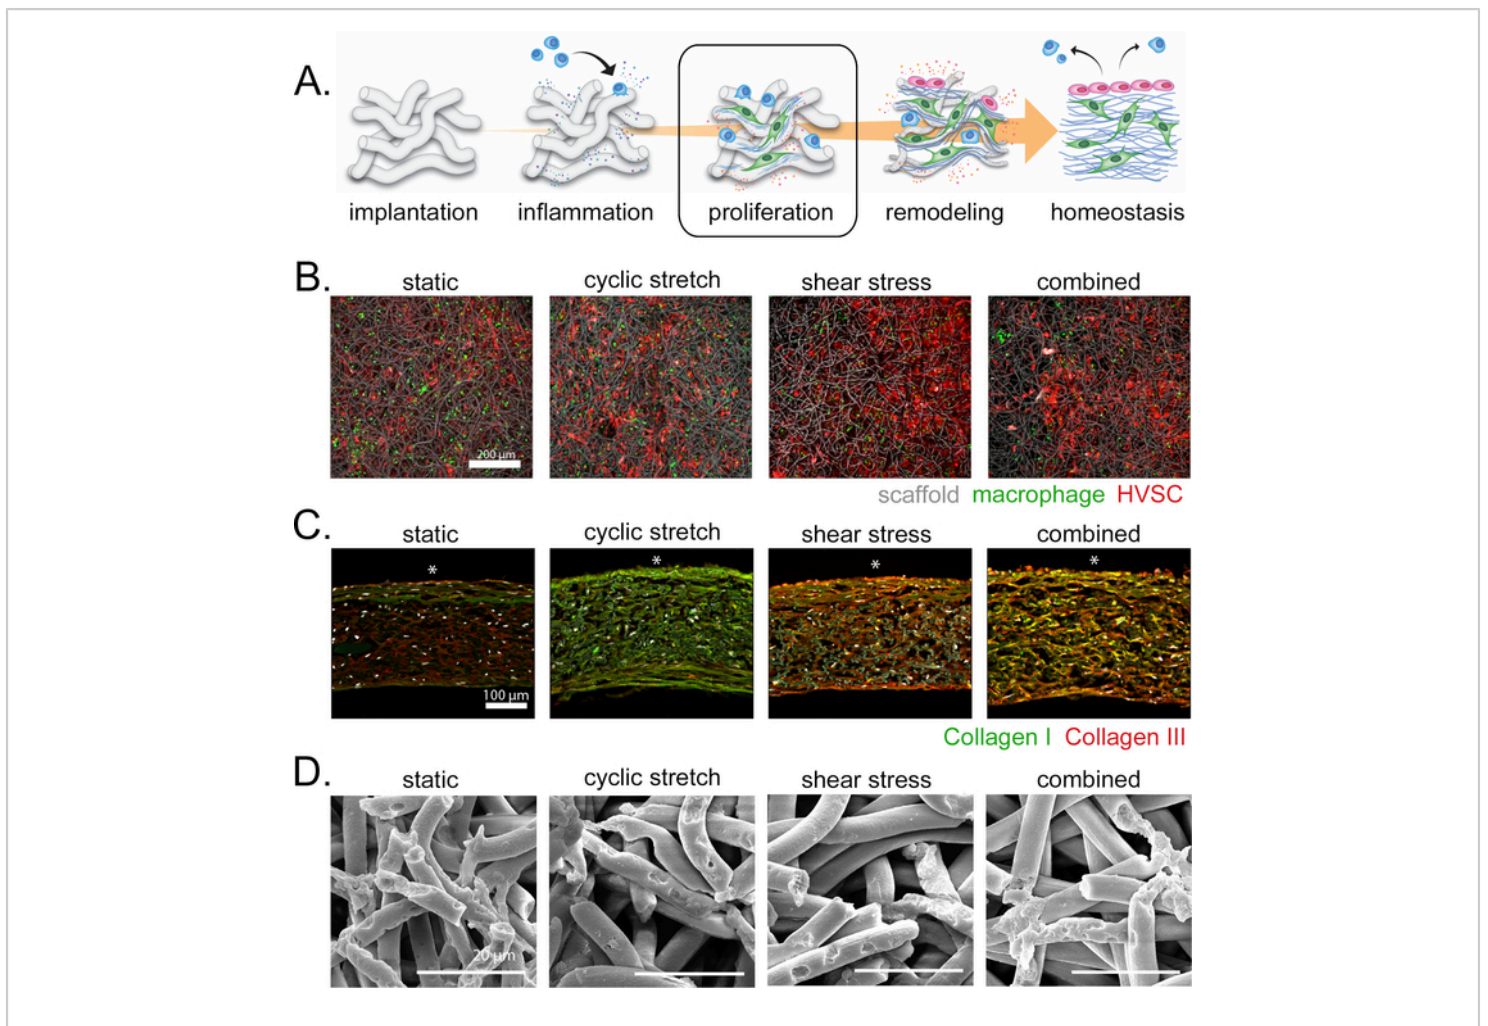 A.
implantation inflammation proliferation remodeling homeostasis
B.
static cyclic stretch shear stress combined
200 µm
scaffold macrophage HVSC
C.
static cyclic stretch shear stress combined
* * * *
100 µm
Collagen I Collagen III
D.
static cyclic stretch shear stress combined
20 µm